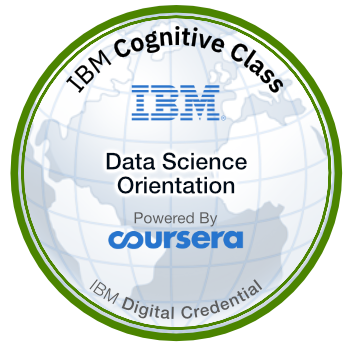 IBM Cognitive Class
IBM
Data Science
Orientation
Powered By
coursera
IBM Digital Credential